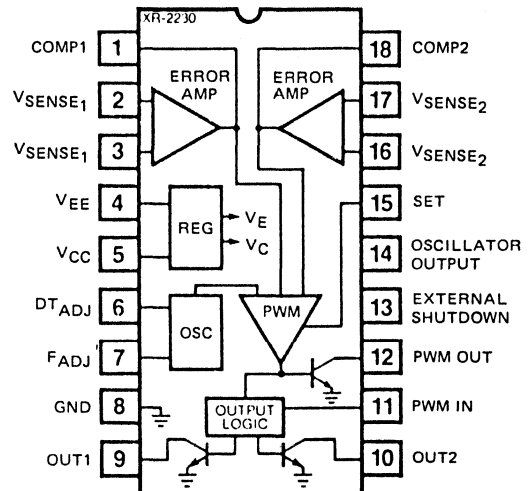 XR-2230
COMP1 1
18 COMP2
ERROR AMP
ERROR AMP
VSENSE1 2
17 VSENSE2
VSENSE1 3
16 VSENSE2
VEE 4
REG
VE
VC
15 SET
VCC 5
14 OSCILLATOR OUTPUT
DTADJ 6
OSC
PWM
13 EXTERNAL SHUTDOWN
FADJ 7
12 PWM OUT
GND 8
OUTPUT LOGIC
11 PWM IN
OUT1 9
10 OUT2